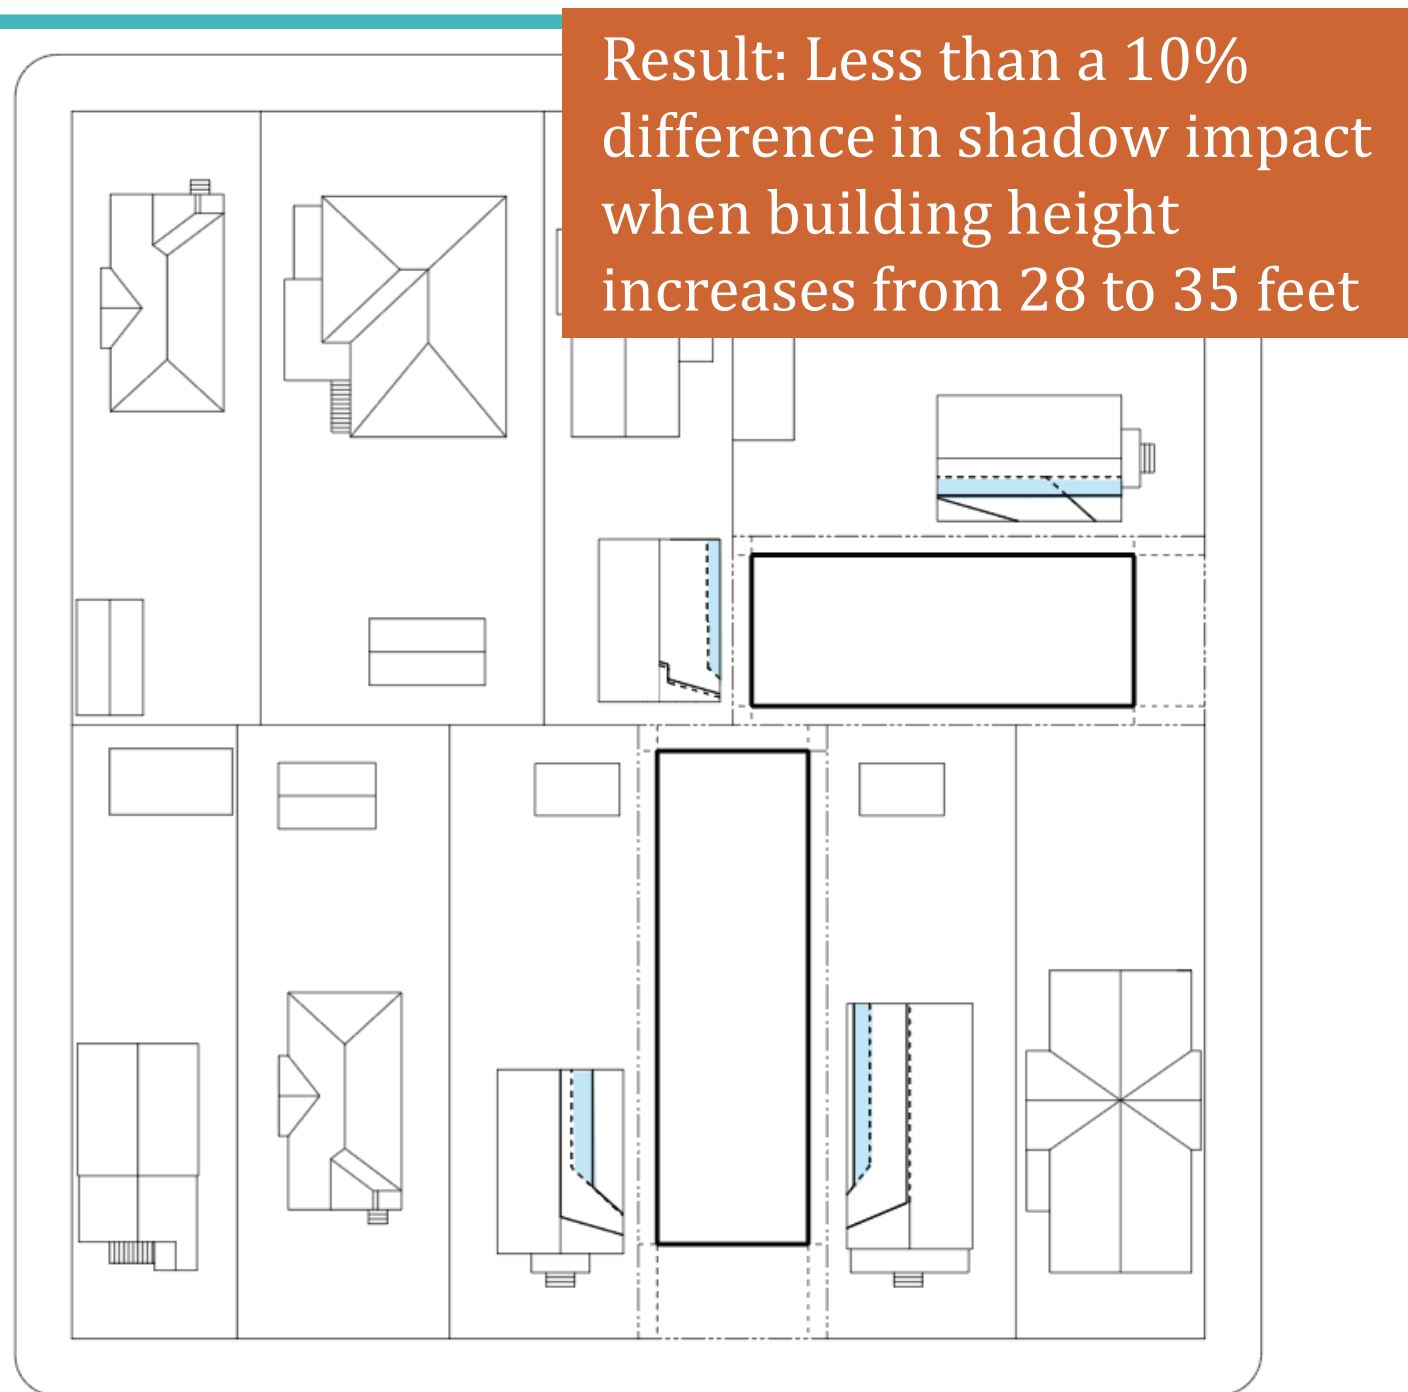 Result: Less than a 10%
difference in shadow impact
when building height
increases from 28 to 35 feet